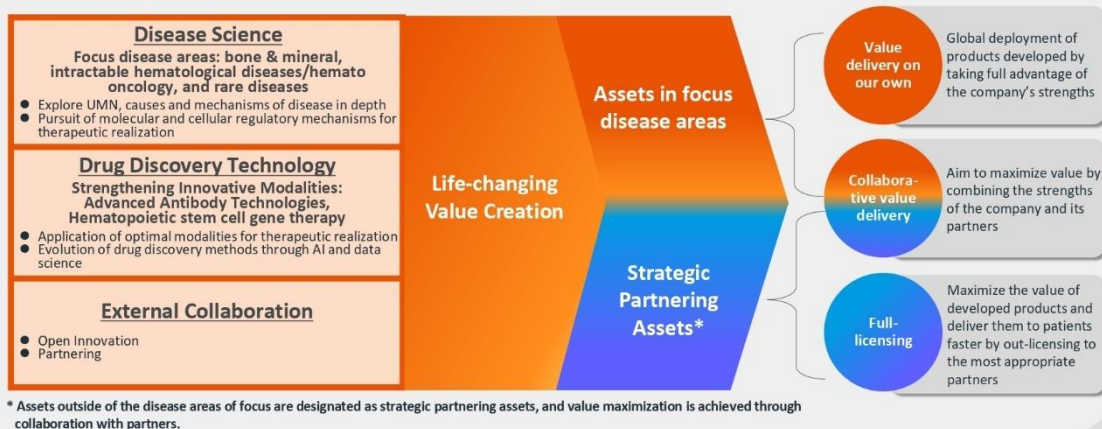 Disease Science
Focus disease areas: bone & mineral,
intractable hematological diseases/hemato
oncology, and rare diseases
● Explore UMN, causes and mechanisms of disease in depth
● Pursuit of molecular and cellular regulatory mechanisms for
therapeutic realization
Drug Discovery Technology
Strengthening Innovative Modalities:
Advanced Antibody Technologies,
Hematopoietic stem cell gene therapy
● Application of optimal modalities for therapeutic realization
● Evolution of drug discovery methods through AI and data
science
External Collaboration
● Open Innovation
● Partnering
Life-changing
Value Creation
Assets in focus
disease areas
Strategic
Partnering
Assets*
Value
delivery on
our own
Global deployment of
products developed by
taking full advantage of
the company's strengths
Collabora-
tive value
delivery
Aim to maximize value by
combining the strengths
of the company and its
partners
Full-
licensing
Maximize the value of
developed products and
deliver them to patients
faster by out-licensing to
the most appropriate
partners
* Assets outside of the disease areas of focus are designated as strategic partnering assets, and value maximization is achieved through
collaboration with partners.